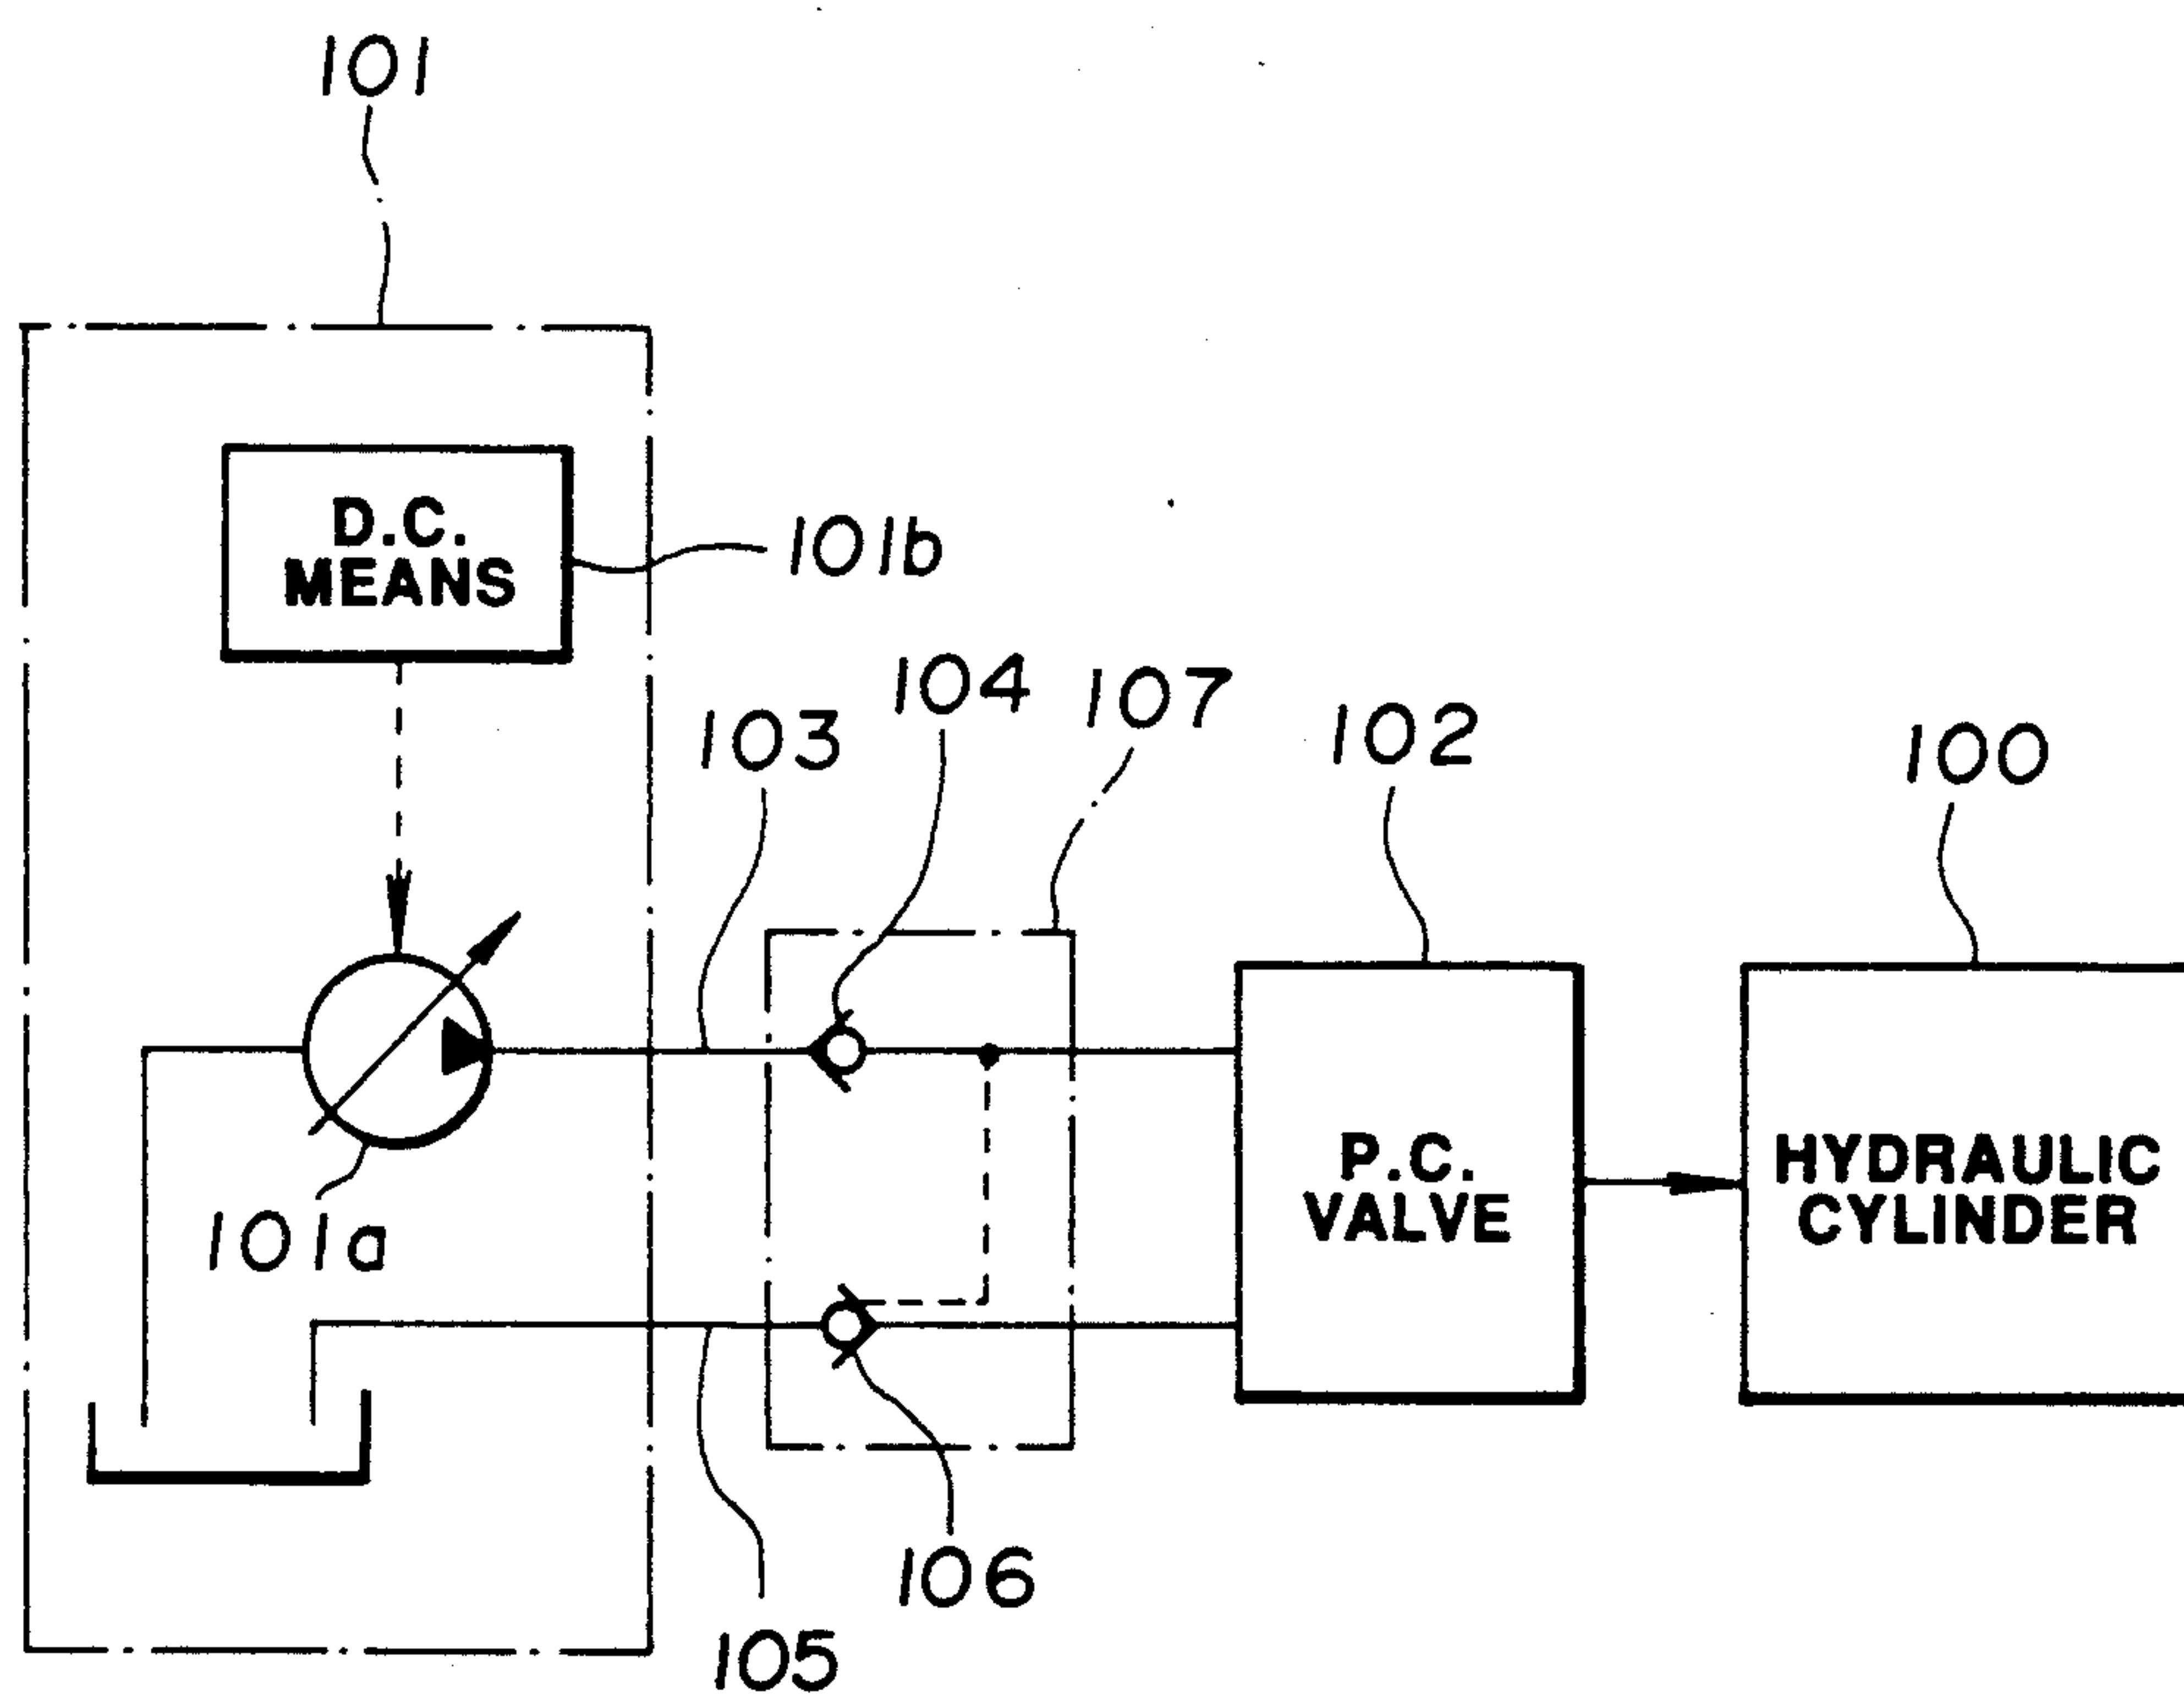 101
D.C.
MEANS
101b
104
107
103
102
100
P.C.
VALVE
HYDRAULIC
CYLINDER
101a
106
105